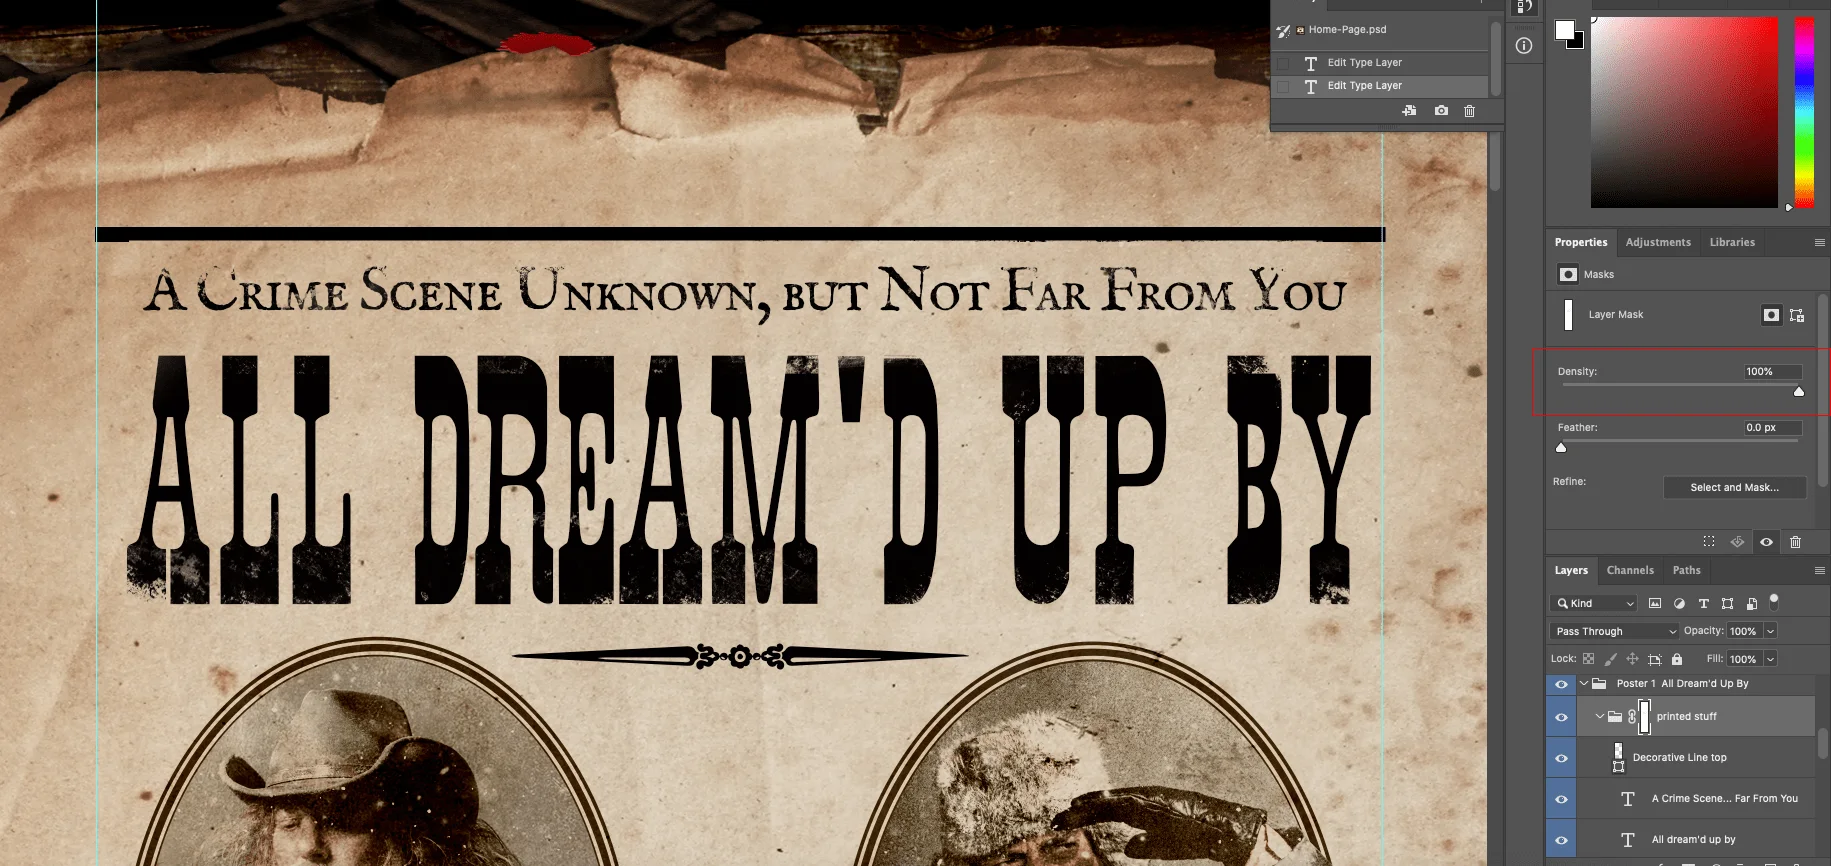 Home-Page.psd
Edit Type Layer
Edit Type Layer
A Crime Scene Unknown, but Not Far From You
ALL DREAM'D UP BY
Properties Adjustments Libraries
Masks
Layer Mask
Density: 100%
Feather: 0.0 px
Refine: Select and Mask...
Layers Channels Paths
Kind
Pass Through Opacity: 100%
Lock: Fill: 100%
Poster 1 All Dream'd Up By
printed stuff
Decorative Line top
A Crime Scene... Far From You
All dream'd up by